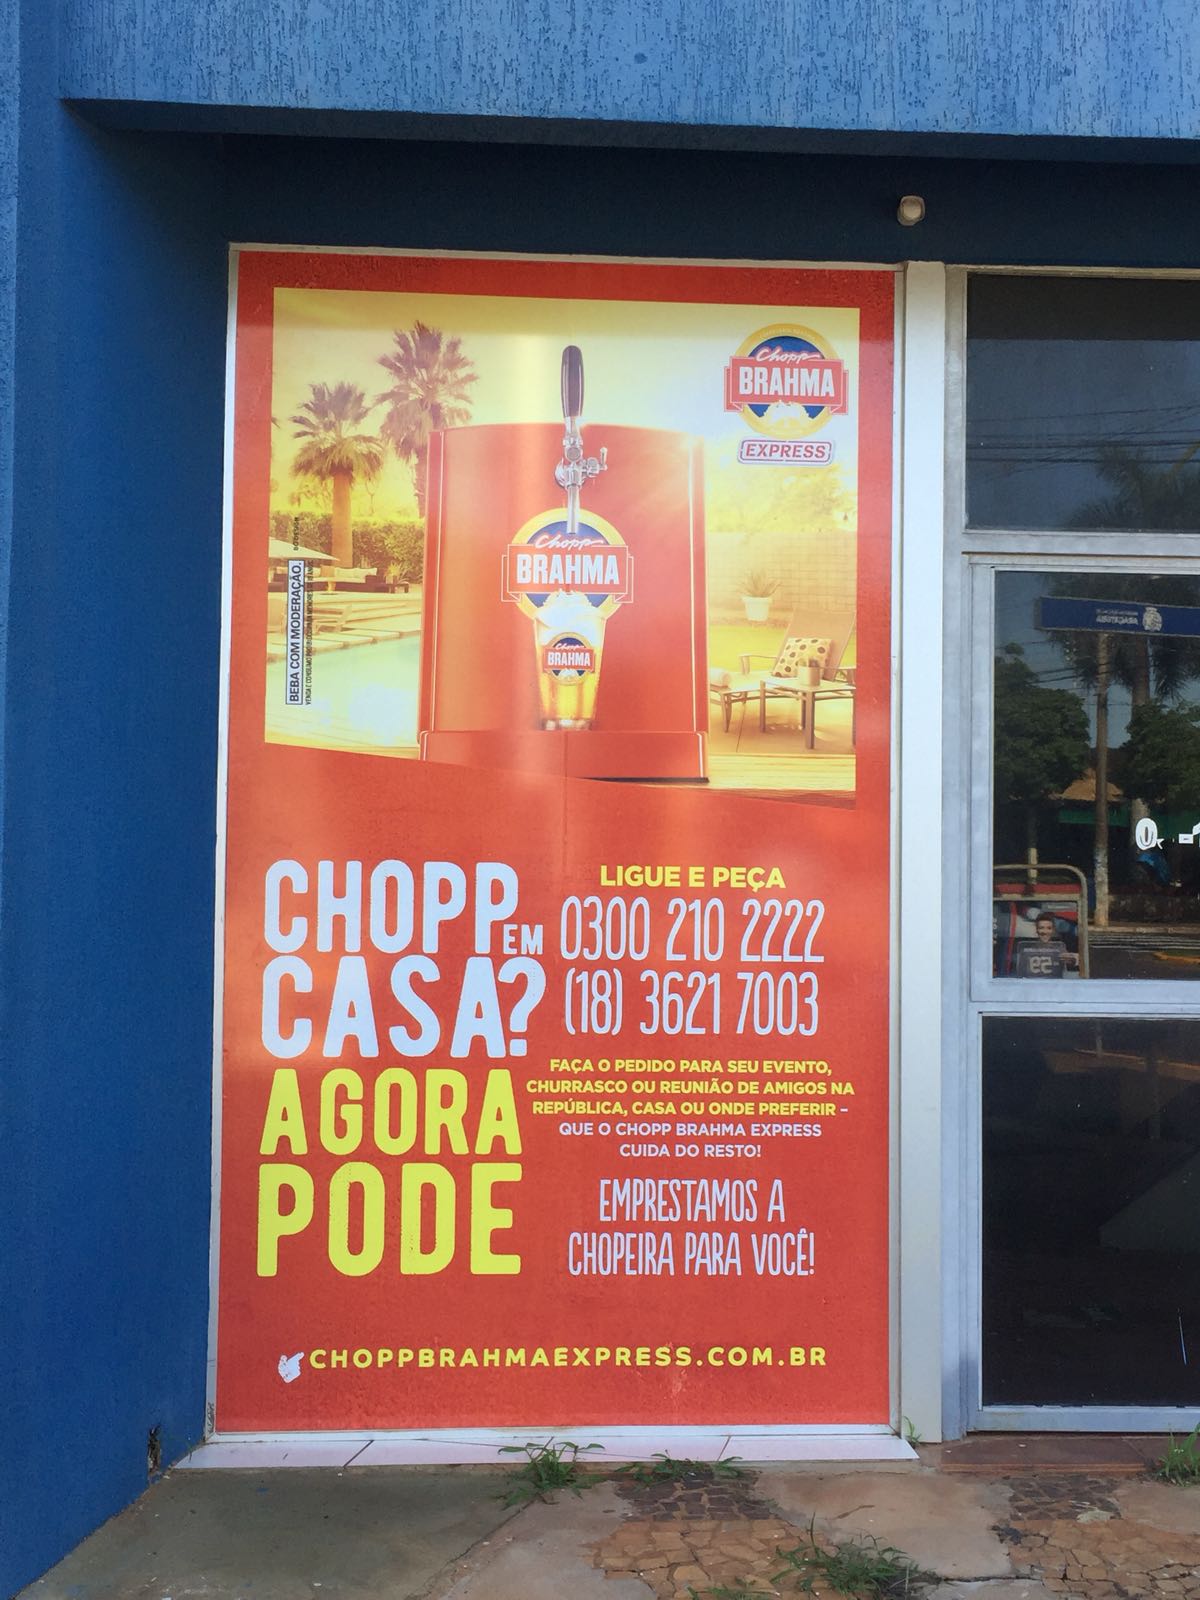 Chopp
BRAHMA
EXPRESS
Chopp
BRAHMA
Chopp
BRAHMA
BEBA COM MODERAÇÃO.
CHOPP EM
CASA?
AGORA
PODE
LIGUE E PEÇA
0300 210 2222
(18) 3621 7003
FAÇA O PEDIDO PARA SEU EVENTO,
CHURRASCO OU REUNIÃO DE AMIGOS NA
REPÚBLICA, CASA OU ONDE PREFERIR –
QUE O CHOPP BRAHMA EXPRESS
CUIDA DO RESTO!
EMPRESTAMOS A
CHOPEIRA PARA VOCÊ!
CHOPPBRAHMAEXPRESS.COM.BR